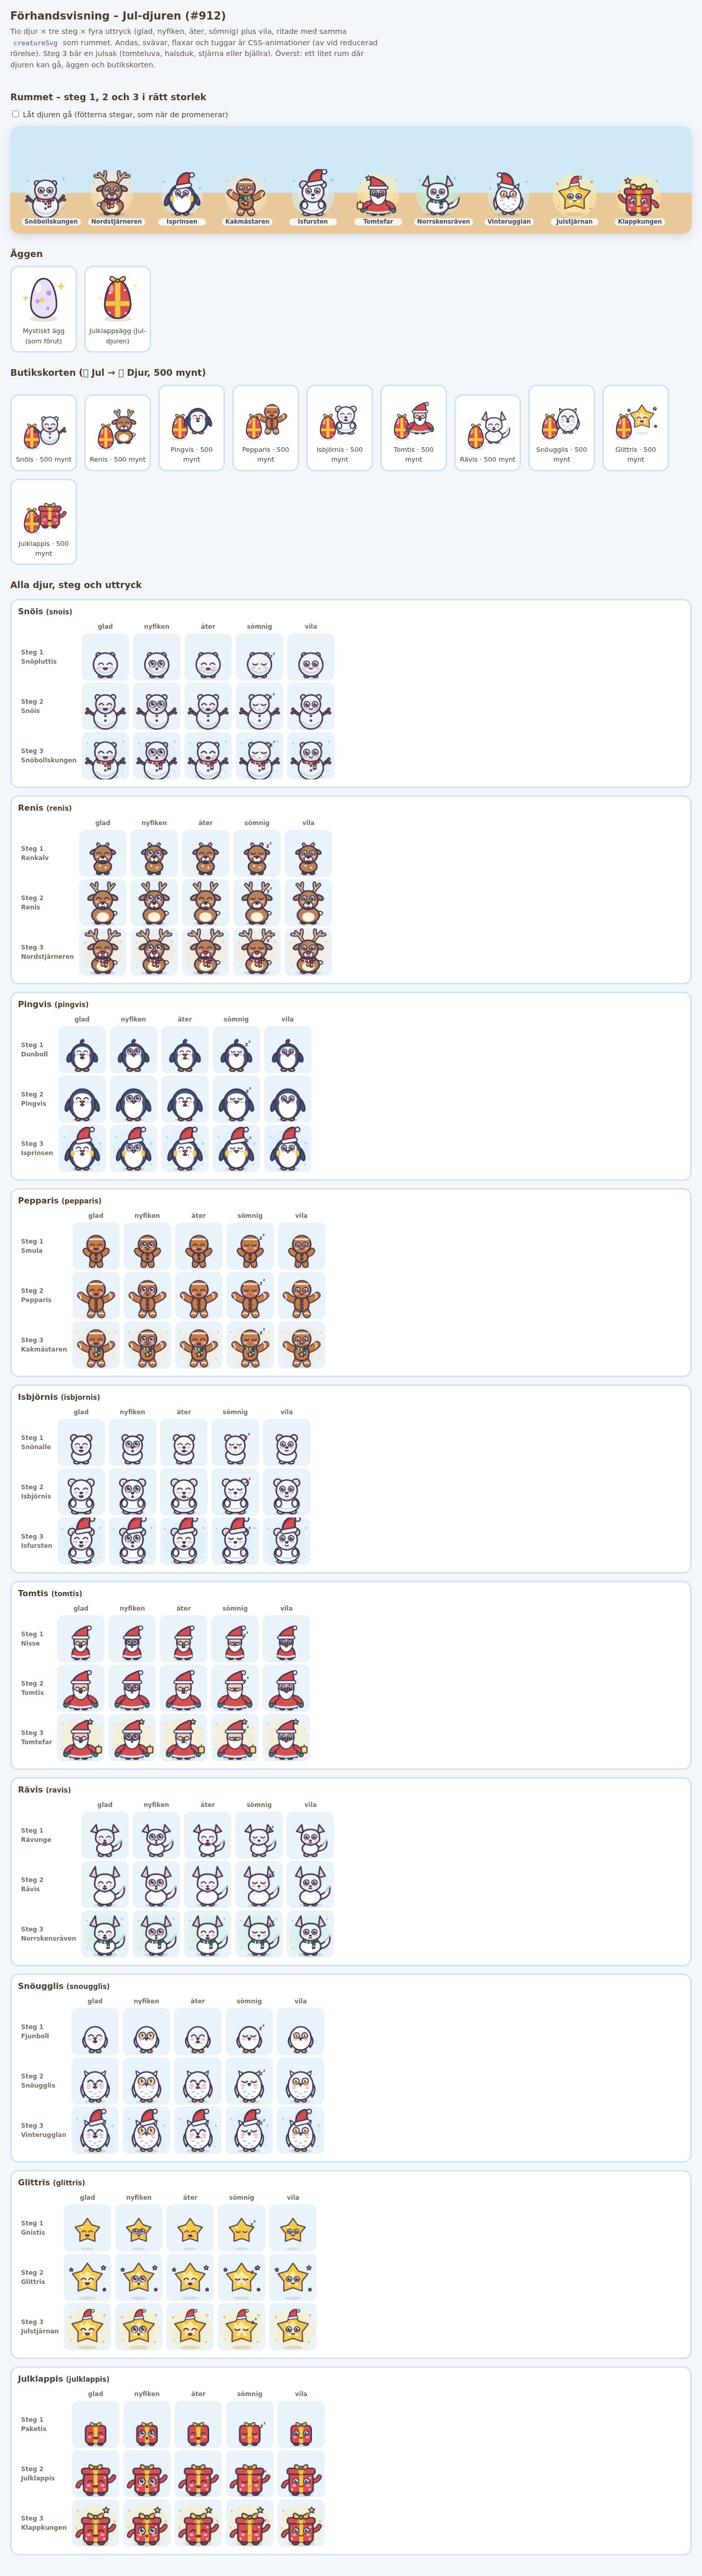 Förhandsvisning – Jul-djuren (#912)
Tio djur × tre steg × fyra uttryck (glad, nyfiken, äter, sömnig) plus vila, ritade med samma
creatureSvg som rummet. Andas, svävar, flaxar och tuggar är CSS-animationer (av vid reducerad
rörelse). Steg 3 bär en julsak (tomteluva, halsduk, stjärna eller bjällra). Överst: ett litet rum där
djuren kan gå, äggen och butikskorten.
Rummet – steg 1, 2 och 3 i rätt storlek
Låt djuren gå (fötterna stegar, som när de promenerar)
Snöbollskungen Nordstjärneren Isprinsen Kakmästaren Isfursten Tomtefar Norrskensräven Vinterugglan Julstjärnan Klappkungen
Äggen
Mystiskt ägg
(som förut)
Julklappsägg (Jul-
djuren)
Butikskorten (▯ Jul → ▯ Djur, 500 mynt)
Snöis · 500 mynt
Renis · 500 mynt
Pingvis · 500
mynt
Pepparis · 500
mynt
Isbjörnis · 500
mynt
Tomtis · 500
mynt
Rävis · 500 mynt
Snöugglis · 500
mynt
Glittris · 500
mynt
Julklappis · 500
mynt
Alla djur, steg och uttryck
Snöis (snois)
glad nyfiken äter sömnig vila
Steg 1
Snöpluttis
Steg 2
Snöis
Steg 3
Snöbollskungen
Renis (renis)
glad nyfiken äter sömnig vila
Steg 1
Renkalv
Steg 2
Renis
Steg 3
Nordstjärneren
Pingvis (pingvis)
glad nyfiken äter sömnig vila
Steg 1
Dunboll
Steg 2
Pingvis
Steg 3
Isprinsen
Pepparis (pepparis)
glad nyfiken äter sömnig vila
Steg 1
Smula
Steg 2
Pepparis
Steg 3
Kakmästaren
Isbjörnis (isbjornis)
glad nyfiken äter sömnig vila
Steg 1
Snönalle
Steg 2
Isbjörnis
Steg 3
Isfursten
Tomtis (tomtis)
glad nyfiken äter sömnig vila
Steg 1
Nisse
Steg 2
Tomtis
Steg 3
Tomtefar
Rävis (ravis)
glad nyfiken äter sömnig vila
Steg 1
Rävunge
Steg 2
Rävis
Steg 3
Norrskensräven
Snöugglis (snougglis)
glad nyfiken äter sömnig vila
Steg 1
Fjunboll
Steg 2
Snöugglis
Steg 3
Vinterugglan
Glittris (glittris)
glad nyfiken äter sömnig vila
Steg 1
Gnistis
Steg 2
Glittris
Steg 3
Julstjärnan
Julklappis (julklappis)
glad nyfiken äter sömnig vila
Steg 1
Paketis
Steg 2
Julklappis
Steg 3
Klappkungen